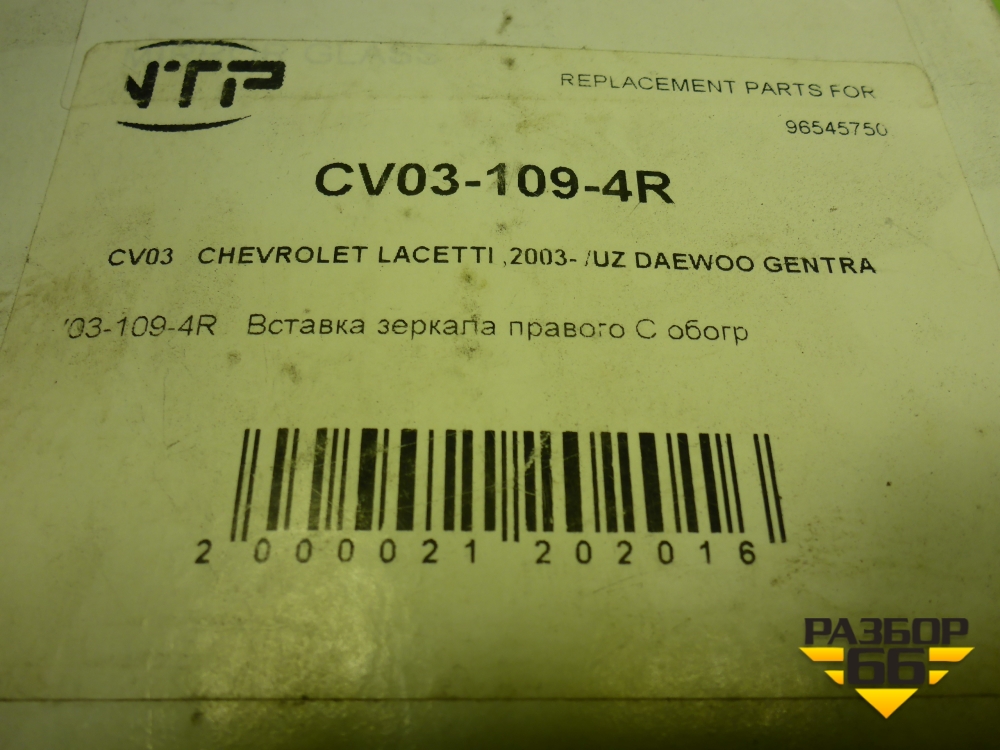 NTP
REPLACEMENT PARTS FOR
96545750
CV03-109-4R
CV03 CHEVROLET LACETTI ,2003- /UZ DAEWOO GENTRA
'03-109-4R Вставка зеркала правого С обогр
2 000021 202016
РАЗБОР
66